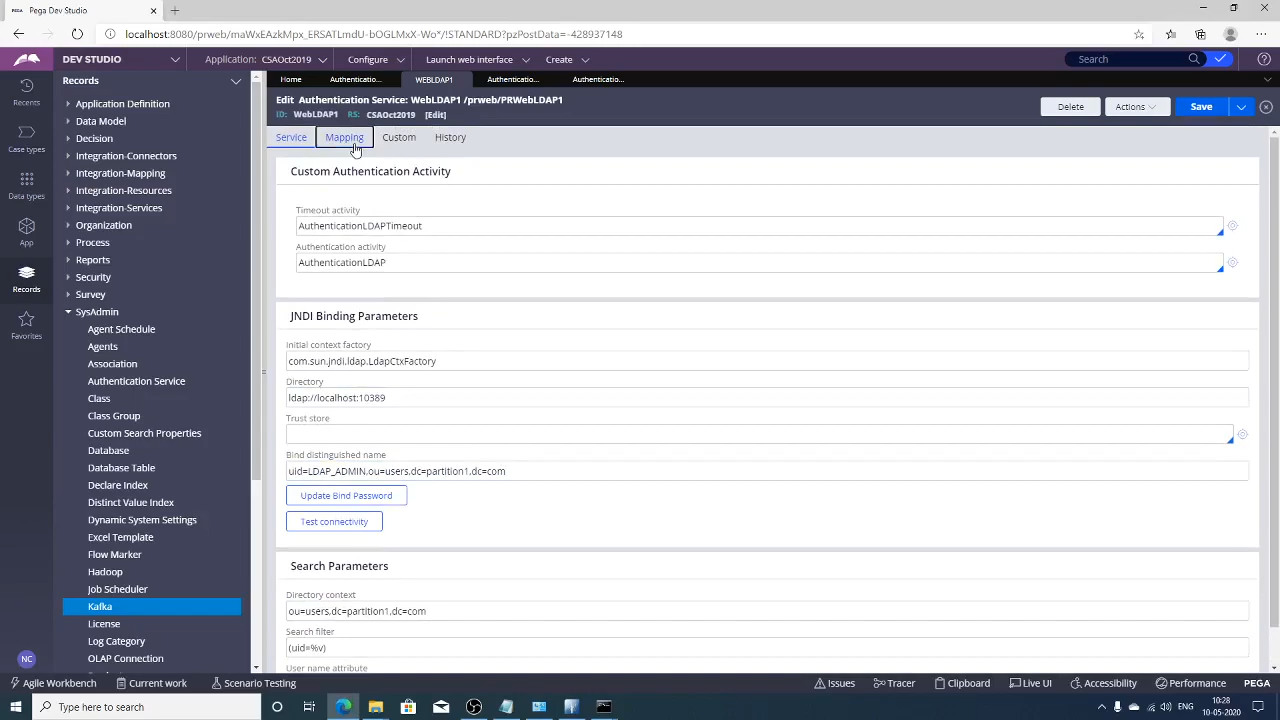 Pega Dev Studio
localhost:8080/prweb/maWxEAzkMpx_ERSATLmdU-bOGLMxX-Wo*/!STANDARD?pzPostData=-428937148
DEV STUDIO
Application: CSAOct2019
Configure
Launch web interface
Create
Search
Recents
Case types
Data types
App
Records
Favorites
NC
Records
Application Definition
Data Model
Decision
Integration-Connectors
Integration-Mapping
Integration-Resources
Integration-Services
Organization
Process
Reports
Security
Survey
SysAdmin
Agent Schedule
Agents
Association
Authentication Service
Class
Class Group
Custom Search Properties
Database
Database Table
Declare Index
Distinct Value Index
Dynamic System Settings
Excel Template
Flow Marker
Hadoop
Job Scheduler
Kafka
License
Log Category
OLAP Connection
Home
Authenticatio...
WEBLDAP1
Authenticatio...
Authenticatio...
Edit Authentication Service: WebLDAP1 /prweb/PRWebLDAP1
ID: WebLDAP1 RS: CSAOct2019 [Edit]
Delete
Actions
Save
Service
Mapping
Custom
History
Custom Authentication Activity
Timeout activity
AuthenticationLDAPTimeout
Authentication activity
AuthenticationLDAP
JNDI Binding Parameters
Initial context factory
com.sun.jndi.ldap.LdapCtxFactory
Directory
ldap://localhost:10389
Trust store
Bind distinguished name
uid=LDAP_ADMIN,ou=users,dc=partition1,dc=com
Update Bind Password
Test connectivity
Search Parameters
Directory context
ou=users,dc=partition1,dc=com
Search filter
(uid=%v)
User name attribute
Agile Workbench
Current work
Scenario Testing
Issues
Tracer
Clipboard
Live UI
Accessibility
Performance
PEGA
Type here to search
ENG
10:28
10-05-2020